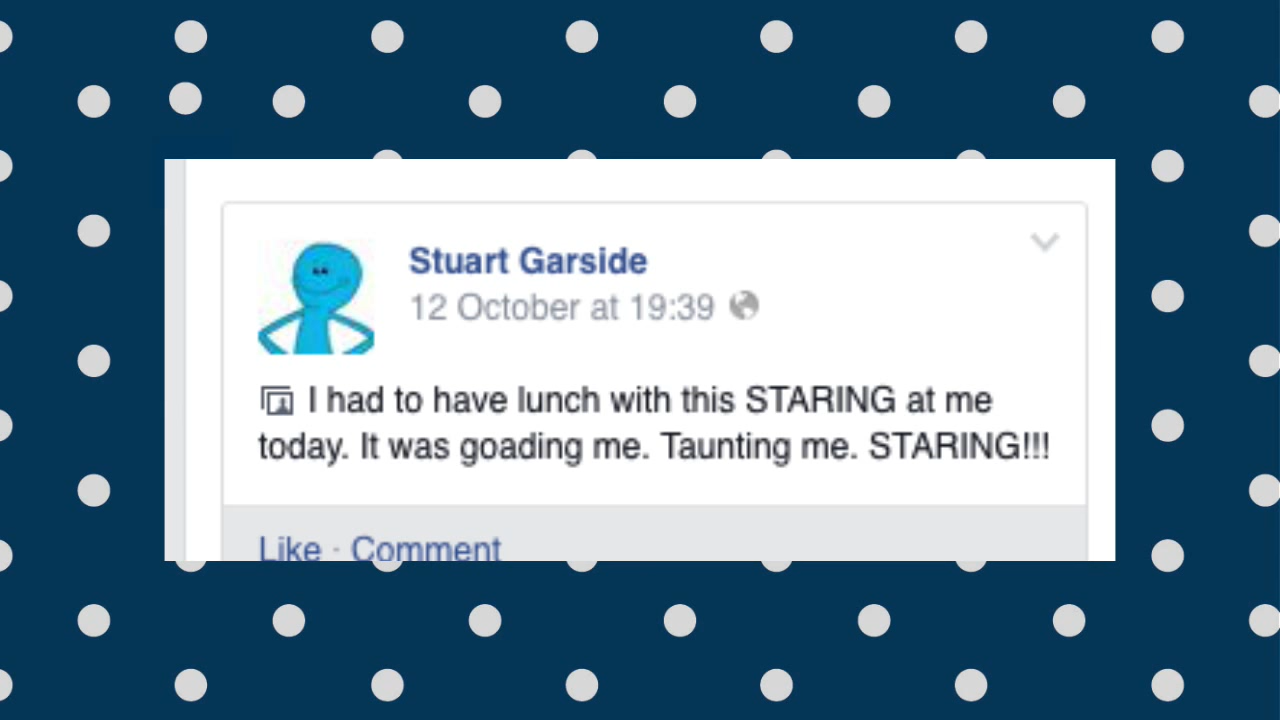 Stuart Garside
12 October at 19:39
I had to have lunch with this STARING at me
today. It was goading me. Taunting me. STARING!!!
Like · Comment